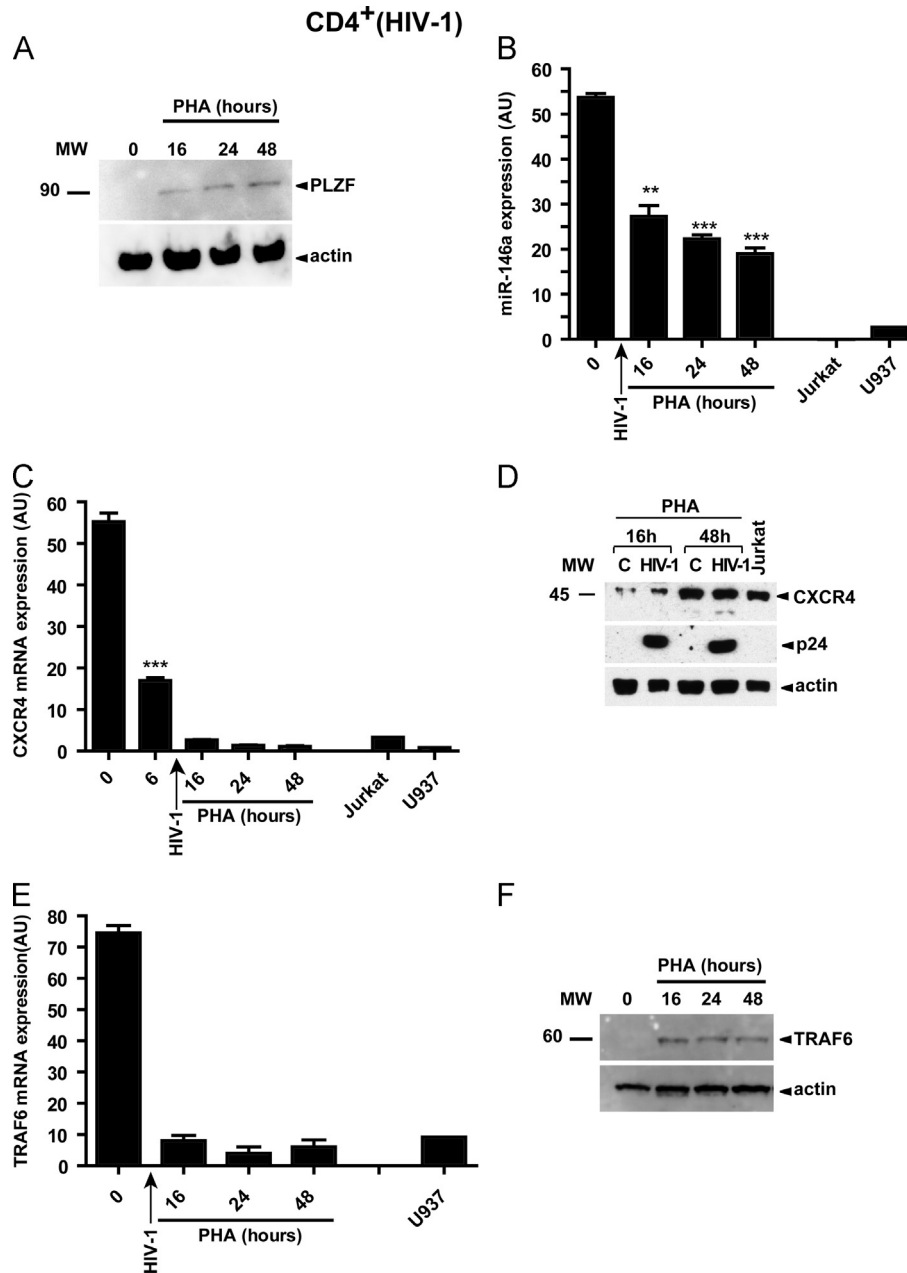 CD4+(HIV-1)
A
PHA (hours)
MW 0 16 24 48
90
PLZF
actin
B
miR-146a expression (AU)
60
50
40
30
20
10
0
**
***
***
0 16 24 48 Jurkat U937
HIV-1
PHA (hours)
C
CXCR4 mRNA expression (AU)
60
50
40
30
20
10
0
***
0 6 16 24 48 Jurkat U937
HIV-1
PHA (hours)
D
PHA
16h 48h
MW C HIV-1 C HIV-1 Jurkat
45
CXCR4
p24
actin
E
TRAF6 mRNA expression(AU)
80
70
60
50
40
30
20
10
0
0 16 24 48 U937
HIV-1
PHA (hours)
F
PHA (hours)
MW 0 16 24 48
60
TRAF6
actin